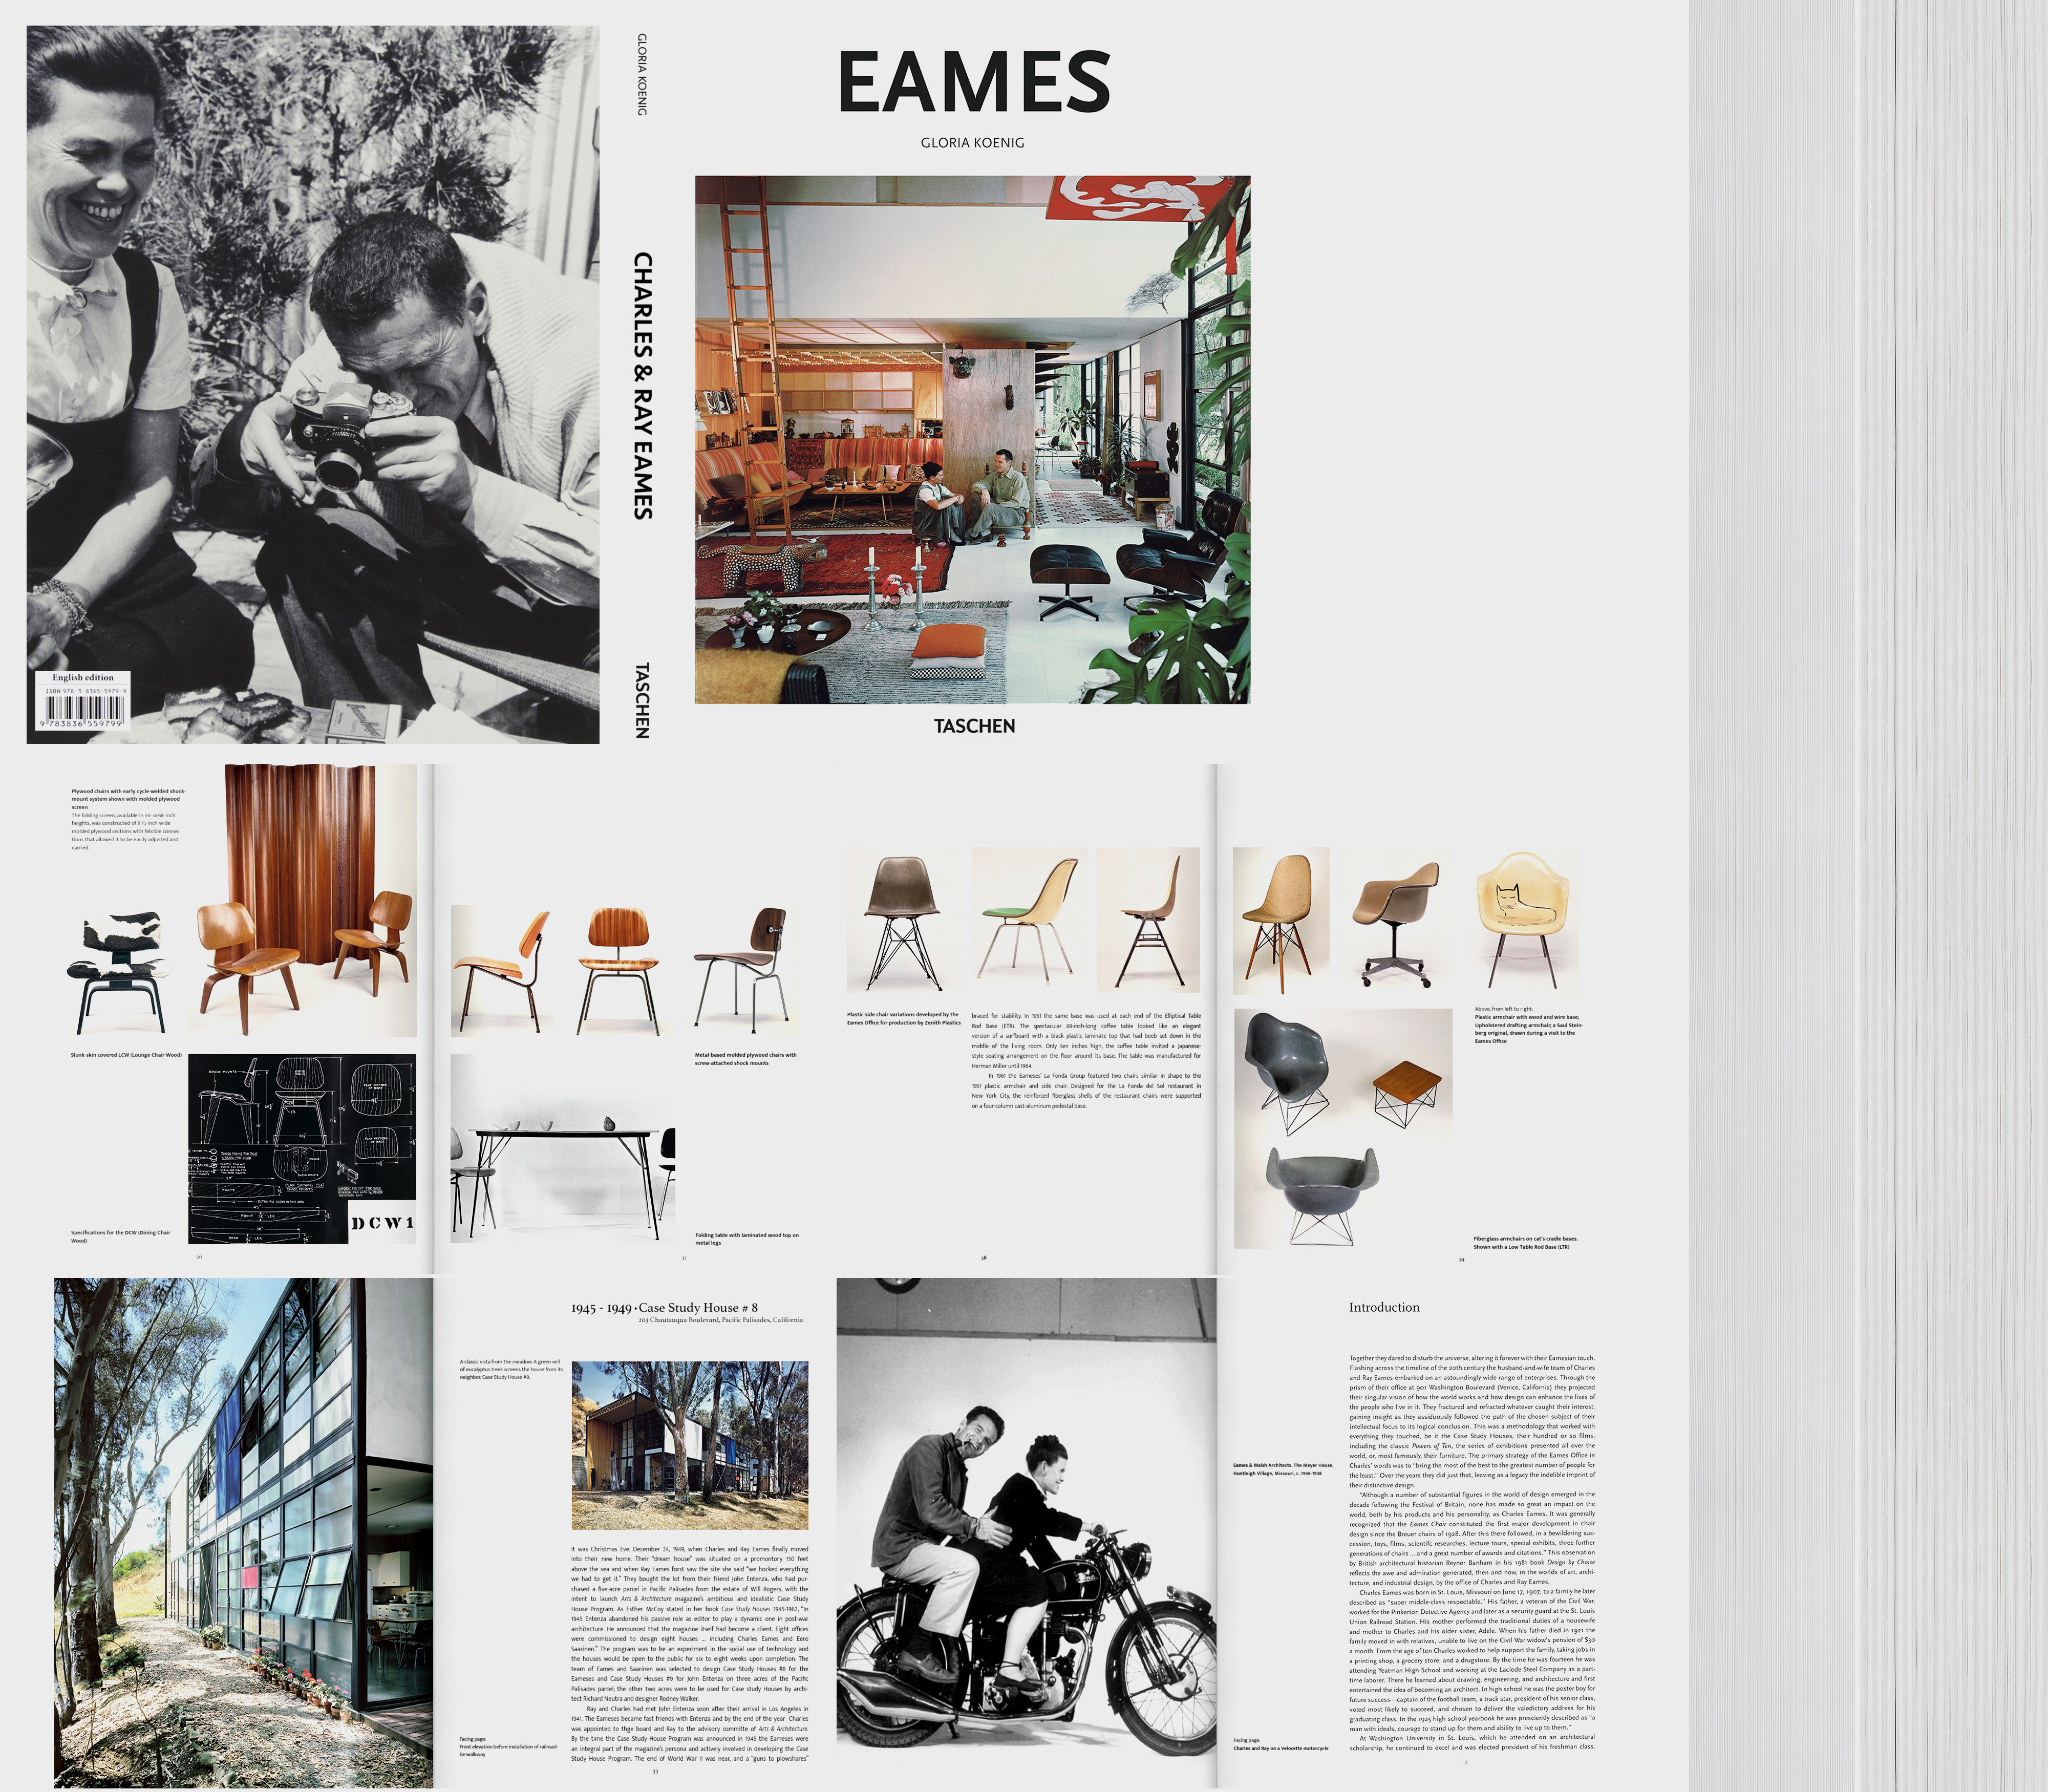 GLORIA KOENIG
CHARLES & RAY EAMES
TASCHEN
EAMES
GLORIA KOENIG
TASCHEN
English edition
ISBN 978-3-8365-5979-9
9 783836 559799
Plywood chairs with early cycle-welded shock-
mount system shown with molded plywood
screen
The folding screen, available in 34- or68-inch
heights, was constructed of 9 ½-inch-wide
molded plywood sections with felxible connec-
tions that allowed it to be easily adjusted and
carried.
Slunk-skin covered LCW (Lounge Chair Wood)
Specifications for the DCW (Dining Chair
Wood)
DCW1
30
Metal-based molded plywood chairs with
screw-attached shock mounts
Folding table with laminated wood top on
metal legs
Plastic side chair variations developed by the
Eames Office for production by Zenith Plastics
braced for stability. In 1951 the same base was used at each end of the Elliptical Table
Rod Base (ETR). The spectacular 89-inch-long coffee table looked like an elegant
version of a surfboard with a black plastic laminate top that had beeb set down in the
middle of the living room. Only ten inches high, the coffee table invited a Japanese-
style seating arrangement on the floor around its base. The table was manufactured for
Herman Miller until 1964.
In 1961 the Eameses' La Fonda Group featured two chairs similar in shape to the
1951 plastic armchair and side chair. Designed for the La Fonda del Sol restaurant in
New York City, the reinforced fiberglass shells of the restaurant chairs were supported
on a four-column cast-aluminum pedestal base.
58
Above, from left to right:
Plastic armchair with wood and wire base;
Upholstered drafting armchair; a Saul Stein-
berg original, drawn during a visit to the
Eames Office
Fiberglass armchairs on cat's cradle bases.
Shown with a Low Table Rod Base (LTR)
59
A classic vista from the meadow. A green veil
of eucalyptus trees screens the house from its
neighbor, Case Study House #9.
Facing page:
Front elevation before installation of railroad-
tie walkway
1945 - 1949 · Case Study House # 8
203 Chautauqua Boulevard, Pacific Palisades, California
It was Christmas Eve, December 24, 1949, when Charles and Ray Eames finally moved
into their new home. Their "dream house" was situated on a promontory 150 feet
above the sea and when Ray Eames forst saw the site she said "we hocked everything
we had to get it." They bought the lot from their friend John Entenza, who had pur-
chased a five-acre parcel in Pacific Palisades from the estate of Will Rogers, with the
intent to launch Arts & Architecture magazine's ambitious and idealistic Case Study
House Program. As Esther McCoy stated in her book Case Study Houses 1945-1962, "In
1945 Entenza abandoned his passive role as editor to play a dynamic one in post-war
architecture. He announced that the magazine itself had become a client. Eight offices
were commissioned to design eight houses ... including Charles Eames and Eero
Saarinen." The program was to be an experiment in the social use of technology and
the houses would be open to the public for six to eight weeks upon completion. The
team of Eames and Saarinen was selected to design Case Study Houses #8 for the
Eameses and Case Study House #9 for John Entenza on three acres of the Pacific
Palisades parcel; the other two acres were to be used for Case study Houses by archi-
tect Richard Neutra and designer Rodney Walker.
Ray and Charles had met John Entenza soon after their arrival in Los Angeles in
1941. The Eameses became fast friends with Entenza and by the end of the year Charles
was appointed to thge board and Ray to the advisory committe of Arts & Architecture.
By the time the Case Study House Program was announced in 1945 the Eameses were
an integral part of the magazine's persona and actively involved in developing the Case
Study House Program. The end of World War II was near, and a "guns to plowshares"
33
Eames & Walsh Architects, The Meyer House,
Huntleigh Village, Missouri, c. 1936-1938
Facing page:
Charles and Ray on a Velocette motorcycle
Introduction
Together they dared to disturb the universe, altering it forever with their Eamesian touch.
Flashing across the timeline of the 20th century the husband-and-wife team of Charles
and Ray Eames embarked on an astoundingly wide range of enterprises. Through the
prism of their office at 901 Washington Boulevard (Venice, California) they projected
their singular vision of how the world works and how design can enhance the lives of
the people who live in it. They fractured and refracted whatever caught their interest,
gaining insight as they assiduously followed the path of the chosen subject of their
intellectual focus to its logical conclusion. This was a methodology that worked with
everything they touched, be it the Case Study Houses, their hundred or so films,
including the classic Powers of Ten, the series of exhibitions presented all over the
world, or, most famously, their furniture. The primary strategy of the Eames Office in
Charles' words was to "bring the most of the best to the greatest number of people for
the least." Over the years they did just that, leaving as a legacy the indelible imprint of
their distinctive design.
"Although a number of substantial figures in the world of design emerged in the
decade following the Festival of Britain, none has made so great an impact on the
world, both by his products and his personality, as Charles Eames. It was generally
recognized that the Eames Chair constituted the first major development in chair
design since the Breuer chairs of 1928. After this there followed, in a bewildering suc-
cession, toys, films, scientifc researches, lecture tours, special exhibits, three further
generations of chairs ... and a great number of awards and citations." This observation
by British architectural historian Reyner Banham in his 1981 book Design by Choice
reflects the awe and admiration generated, then and now, in the worlds of art, archi-
tecture, and industrial design, by the office of Charles and Ray Eames.
Charles Eames was born in St. Louis, Missouri on June 17, 1907, to a family he later
described as "super middle-class respectable." His father, a veteran of the Civil War,
worked for the Pinkerton Detective Agency and later as a security guard at the St. Louis
Union Railroad Station. His mother performed the traditional duties of a housewife
and mother to Charles and his older sister, Adele. When his father died in 1921 the
family moved in with relatives, unable to live on the Civil War widow's pension of $30
a month. From the age of ten Charles worked to help support the family, taking jobs in
a printing shop, a grocery store, and a drugstore. By the time he was fourteen he was
attending Yeatman High School and working at the Laclede Steel Company as a part-
time laborer. There he learned about drawing, engineering, and architecture and first
entertained the idea of becoming an architect. In high school he was the poster boy for
future success—captain of the football team, a track star, president of his senior class,
voted most likely to succeed, and chosen to deliver the valedictory address for his
graduating class. In the 1925 high school yearbook he was presciently described as "a
man with ideals, courage to stand up for them and ability to live up to them."
At Washington University in St. Louis, which he attended on an architectural
scholarship, he continued to excel and was elected president of his freshman class.
7